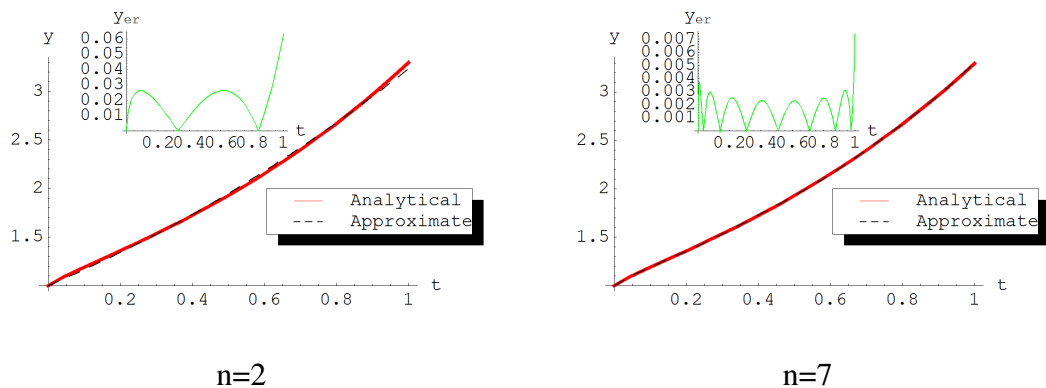 y_er
y
0.06
0.05
0.04
0.03
0.02
0.01
0.20.40.60.8 1
t
3
2.5
2
1.5
0.2 0.4 0.6 0.8 1
t
Analytical
Approximate
n=2
y_er
y
0.007
0.006
0.005
0.004
0.003
0.002
0.001
0.20.40.60.8 1
t
3
2.5
2
1.5
0.2 0.4 0.6 0.8 1
t
Analytical
Approximate
n=7